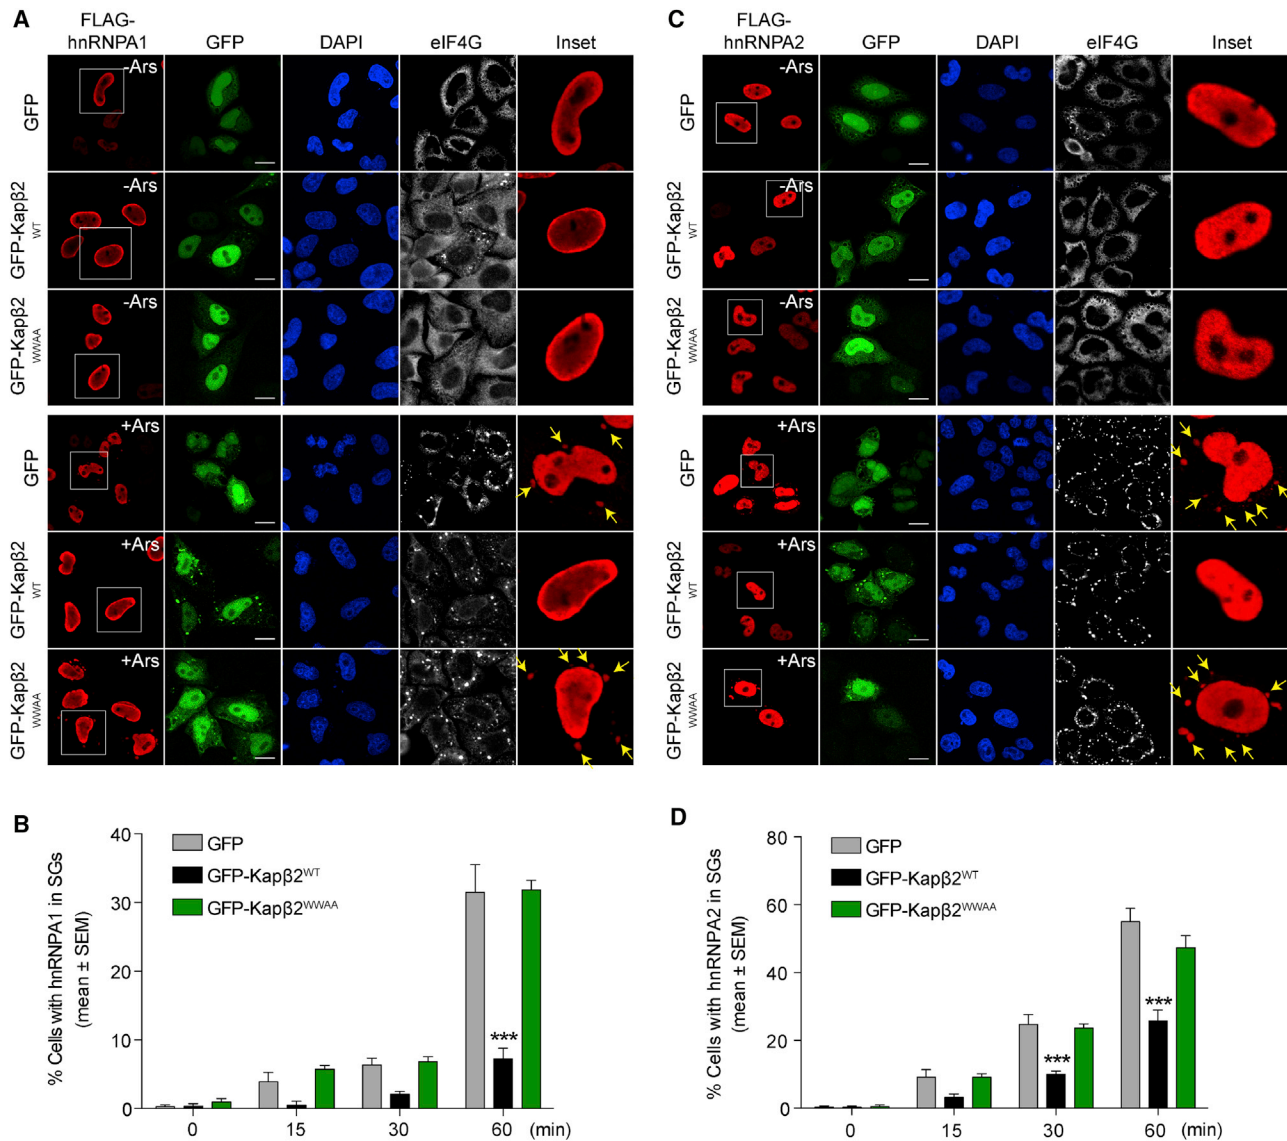 A
FLAG-
hnRNPA1 GFP DAPI eIF4G Inset
GFP -Ars
GFP-Kapβ2 WT -Ars
GFP-Kapβ2 WWAA -Ars
GFP +Ars
GFP-Kapβ2 WT +Ars
GFP-Kapβ2 WWAA +Ars
C
FLAG-
hnRNPA2 GFP DAPI eIF4G Inset
GFP -Ars
GFP-Kapβ2 WT -Ars
GFP-Kapβ2 WWAA -Ars
GFP +Ars
GFP-Kapβ2 WT +Ars
GFP-Kapβ2 WWAA +Ars
B
% Cells with hnRNPA1 in SGs
(mean ± SEM)
40
30
20
10
0
GFP
GFP-Kapβ2WT
GFP-Kapβ2WWAA
***
0 15 30 60 (min)
D
% Cells with hnRNPA2 in SGs
(mean ± SEM)
80
60
40
20
0
GFP
GFP-Kapβ2WT
GFP-Kapβ2WWAA
***
***
0 15 30 60 (min)